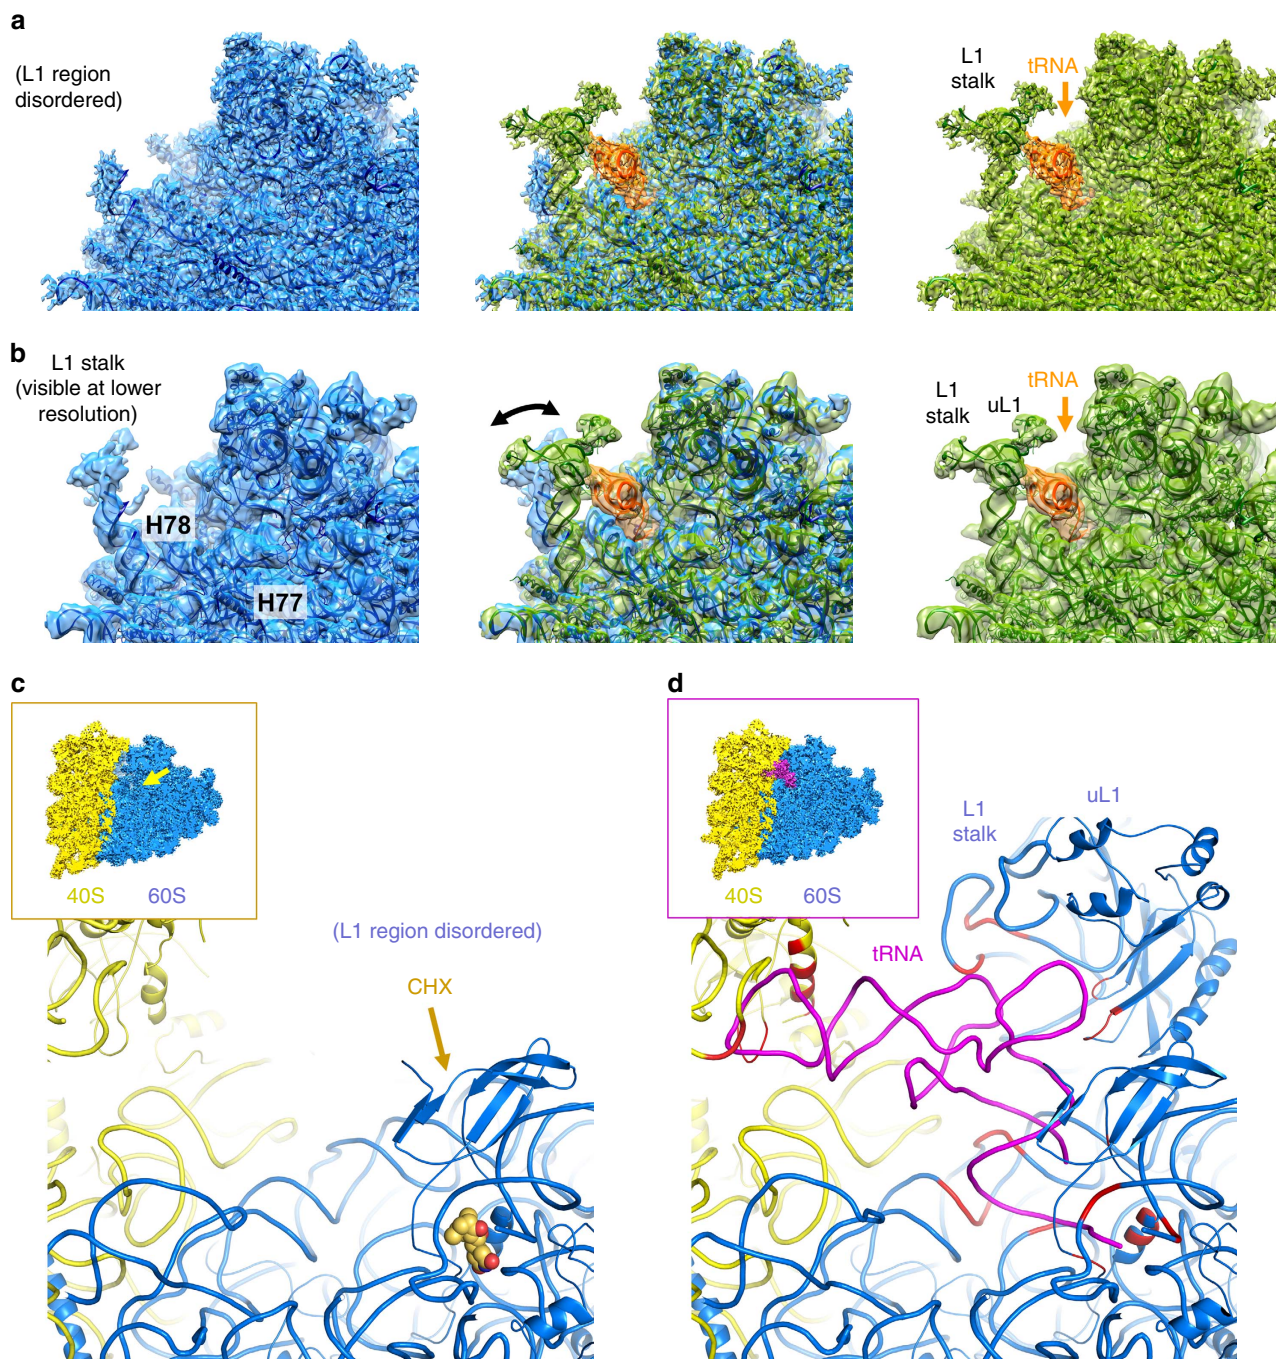 a
(L1 region
disordered)
L1
stalk
tRNA
b
L1 stalk
(visible at lower
resolution)
H78
H77
L1
stalk
uL1
tRNA
c
40S
60S
(L1 region disordered)
CHX
d
40S
60S
L1
stalk
uL1
tRNA